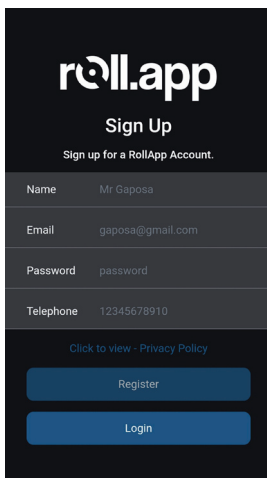 roll.app
Sign Up
Sign up for a RollApp Account.
Name Mr Gaposa
Email gaposa@gmail.com
Password password
Telephone 12345678910
Click to view - Privacy Policy
Register
Login